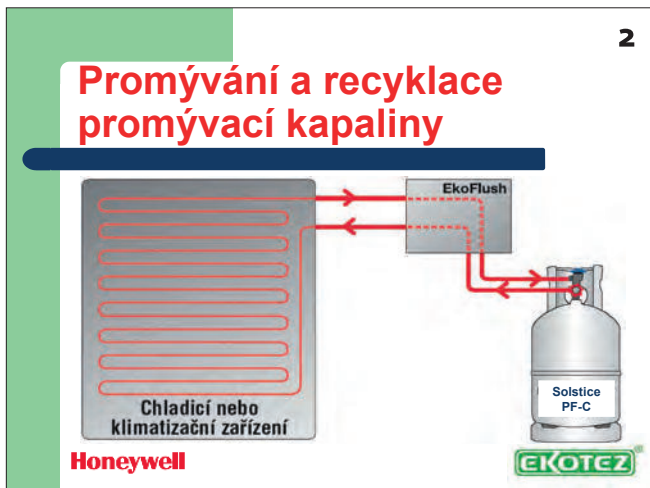 2
Promývání a recyklace
promývací kapaliny
EkoFlush
Solstice
PF-C
Chladicí nebo
klimatizační zařízení
Honeywell
EKOTEZ